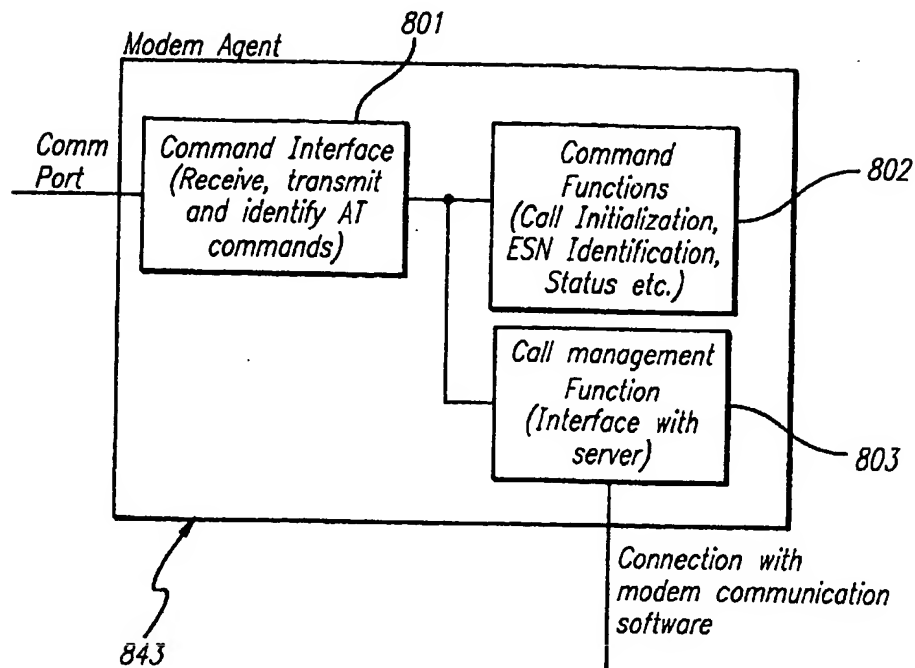 801
Modem Agent
Comm
Port
Command Interface
(Receive, transmit
and identify AT
commands)
Command
Functions
(Call Initialization,
ESN Identification,
Status etc.)
802
Call management
Function
(Interface with
server)
803
Connection with
modem communication
software
843